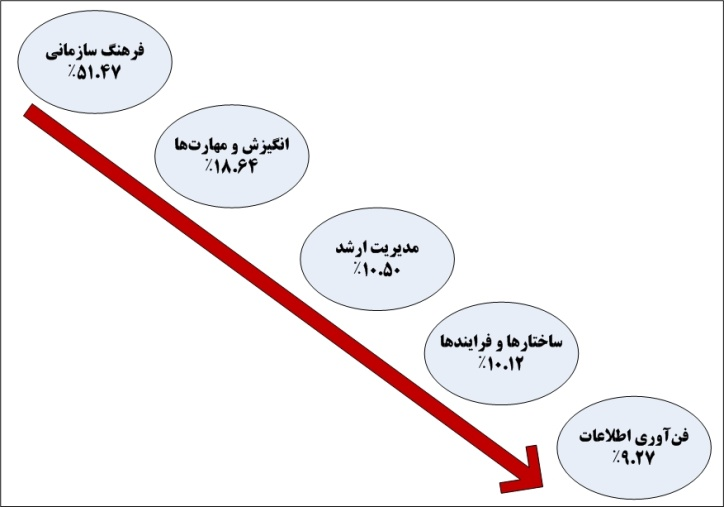 فرهنگ سازمانی
٪۵۱.۴۷
انگیزش و مهارت‌ها
٪۱۸.۶۴
مدیریت ارشد
٪۱۰.۵۰
ساختارها و فرایندها
٪۱۰.۱۲
فن‌آوری اطلاعات
٪۹.۲۷